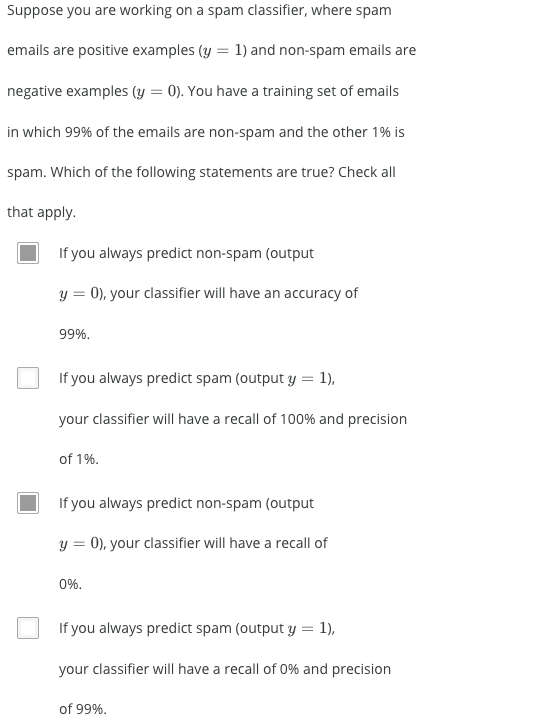 Suppose you are working on a spam classifier, where spam
emails are positive examples (y = 1) and non-spam emails are
negative examples (y = 0). You have a training set of emails
in which 99% of the emails are non-spam and the other 1% is
spam. Which of the following statements are true? Check all
that apply.
If you always predict non-spam (output
y = 0), your classifier will have an accuracy of
99%.
If you always predict spam (output y = 1),
your classifier will have a recall of 100% and precision
of 1%.
If you always predict non-spam (output
y = 0), your classifier will have a recall of
0%.
If you always predict spam (output y = 1),
your classifier will have a recall of 0% and precision
of 99%.